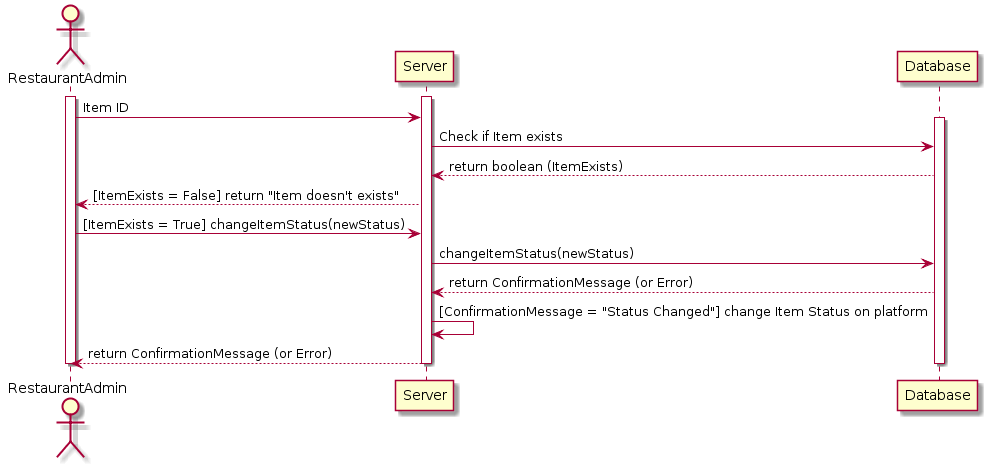 RestaurantAdmin
Server
Database
Item ID
Check if Item exists
return boolean (ItemExists)
[ItemExists = False] return "Item doesn't exists"
[ItemExists = True] changeItemStatus(newStatus)
changeItemStatus(newStatus)
return ConfirmationMessage (or Error)
[ConfirmationMessage = "Status Changed"] change Item Status on platform
return ConfirmationMessage (or Error)
RestaurantAdmin
Server
Database